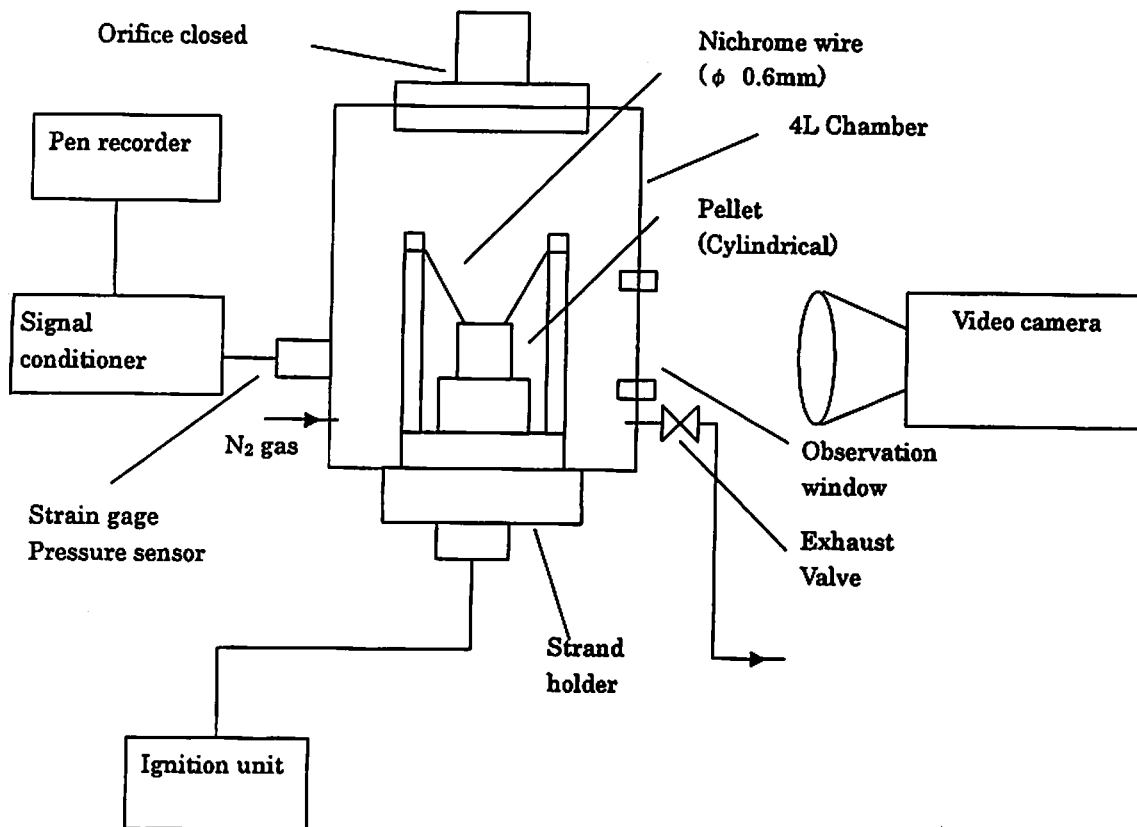 Orifice closed
Nichrome wire
(φ 0.6mm)
4L Chamber
Pen recorder
Pellet
(Cylindrical)
Signal
conditioner
Video camera
N₂ gas
Observation
window
Strain gage
Pressure sensor
Exhaust
Valve
Strand
holder
Ignition unit